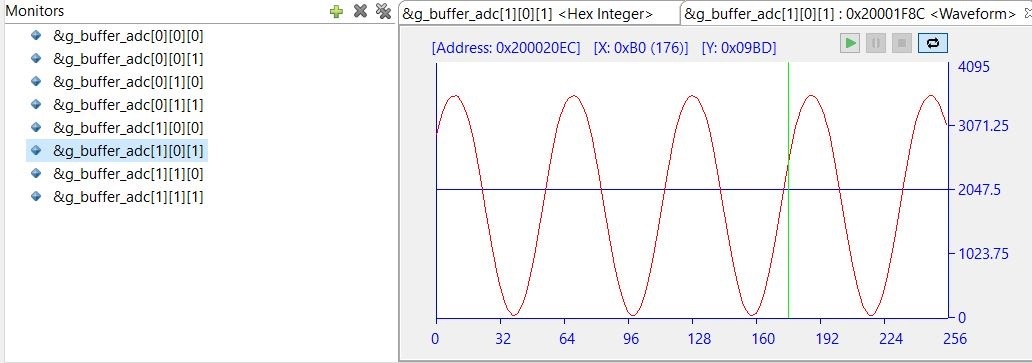 Monitors
&g_buffer_adc[0][0][0]
&g_buffer_adc[0][0][1]
&g_buffer_adc[0][1][0]
&g_buffer_adc[0][1][1]
&g_buffer_adc[1][0][0]
&g_buffer_adc[1][0][1]
&g_buffer_adc[1][1][0]
&g_buffer_adc[1][1][1]
&g_buffer_adc[1][0][1] <Hex Integer>
&g_buffer_adc[1][0][1] : 0x20001F8C <Waveform>
[Address: 0x200020EC] [X: 0xB0 (176)] [Y: 0x09BD]
4095
3071.25
2047.5
1023.75
0
0 32 64 96 128 160 192 224 256